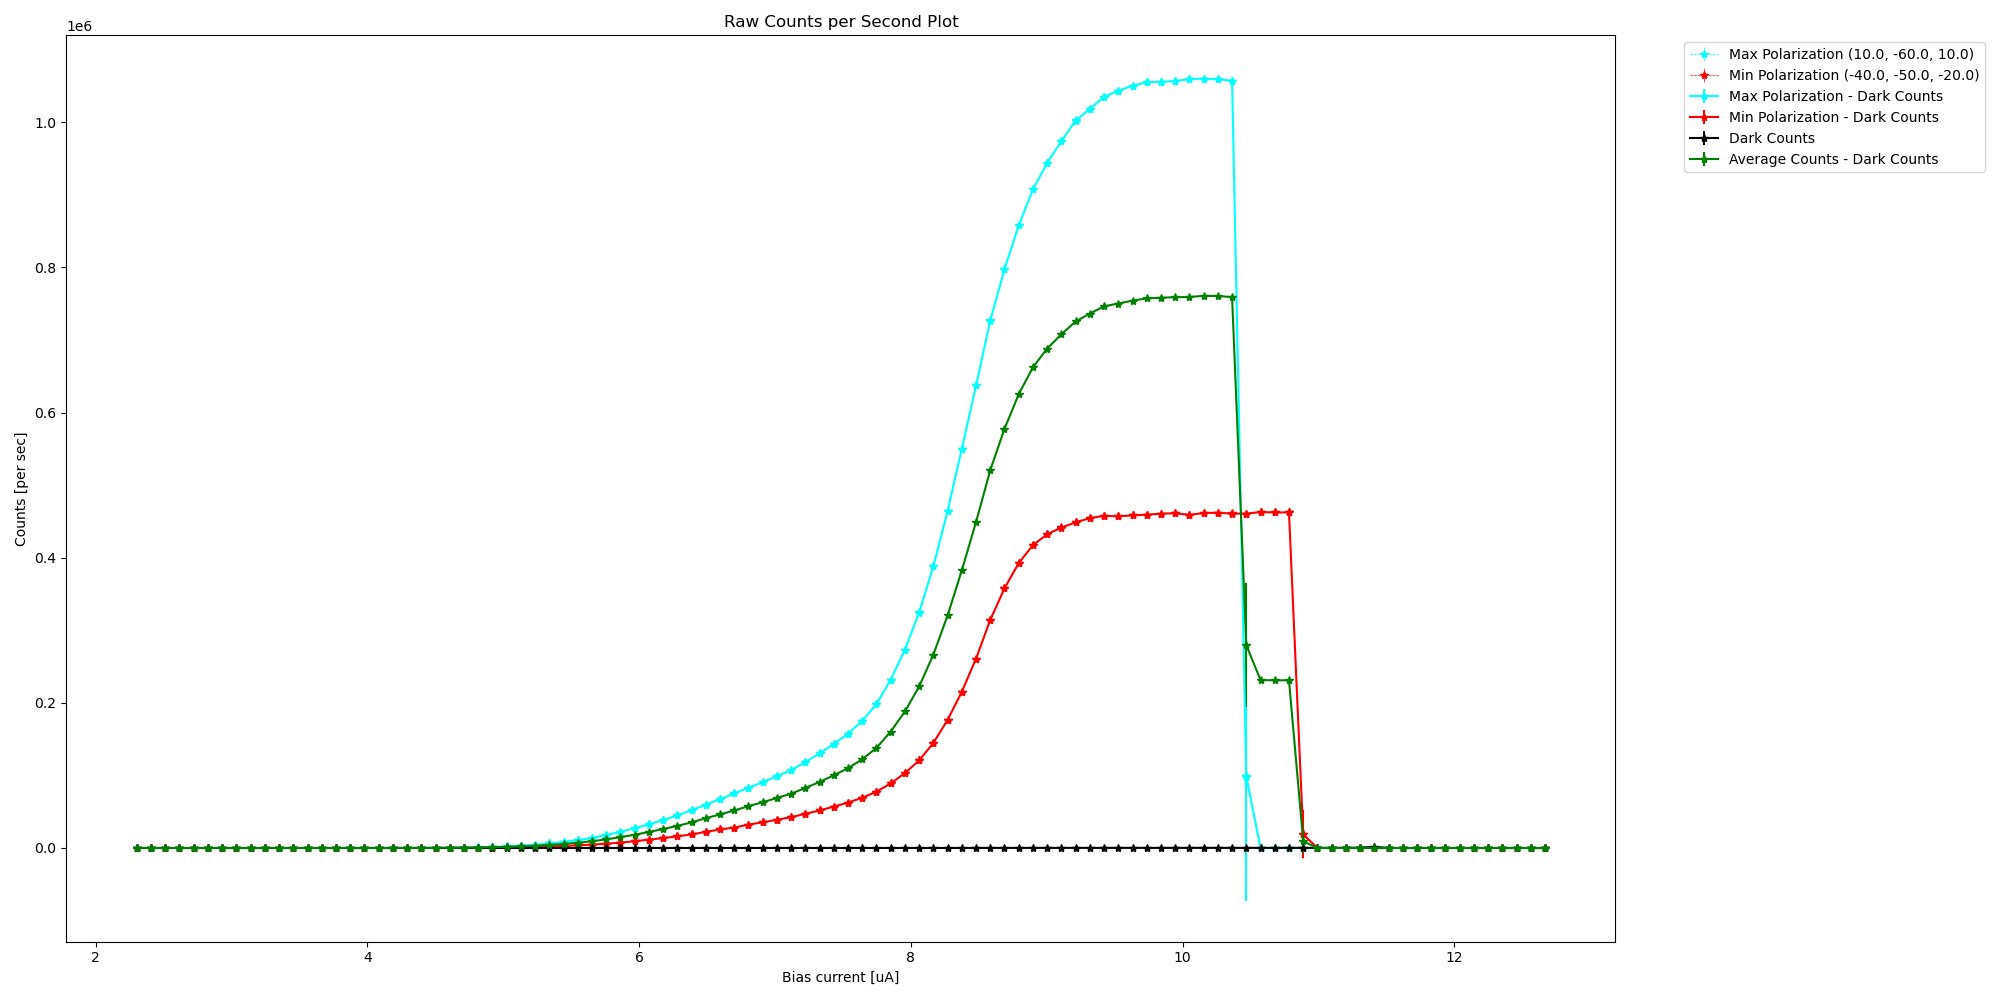 Raw Counts per Second Plot
1e6
Max Polarization (10.0, -60.0, 10.0)
Min Polarization (-40.0, -50.0, -20.0)
Max Polarization - Dark Counts
Min Polarization - Dark Counts
Dark Counts
Average Counts - Dark Counts
1.0
0.8
0.6
0.4
0.2
0.0
Counts [per sec]
2 4 6 8 10 12
Bias current [uA]